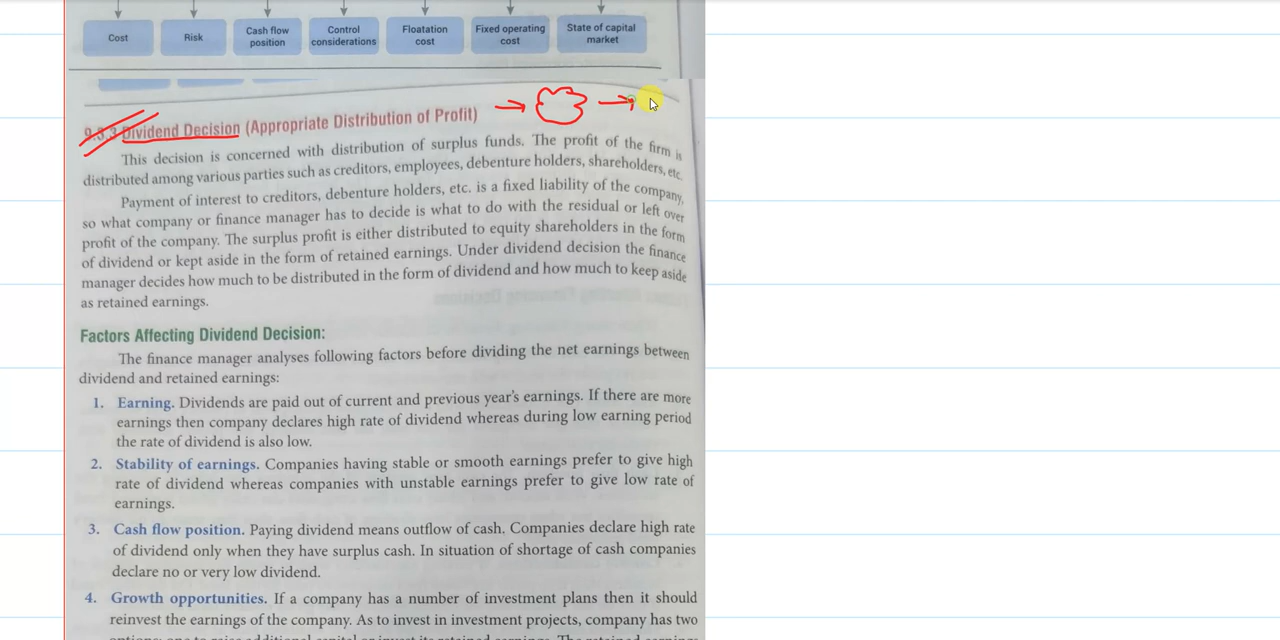 Cost
Risk
Cash flow
position
Control
considerations
Floatation
cost
Fixed operating
cost
State of capital
market
9.3.3 Dividend Decision (Appropriate Distribution of Profit)
This decision is concerned with distribution of surplus funds. The profit of the firm is
distributed among various parties such as creditors, employees, debenture holders, shareholders, etc.
Payment of interest to creditors, debenture holders, etc. is a fixed liability of the company,
so what company or finance manager has to decide is what to do with the residual or left over
profit of the company. The surplus profit is either distributed to equity shareholders in the form
of dividend or kept aside in the form of retained earnings. Under dividend decision the finance
manager decides how much to be distributed in the form of dividend and how much to keep aside
as retained earnings.
Factors Affecting Dividend Decision:
The finance manager analyses following factors before dividing the net earnings between
dividend and retained earnings:
1. Earning. Dividends are paid out of current and previous year's earnings. If there are more
earnings then company declares high rate of dividend whereas during low earning period
the rate of dividend is also low.
2. Stability of earnings. Companies having stable or smooth earnings prefer to give high
rate of dividend whereas companies with unstable earnings prefer to give low rate of
earnings.
3. Cash flow position. Paying dividend means outflow of cash. Companies declare high rate
of dividend only when they have surplus cash. In situation of shortage of cash companies
declare no or very low dividend.
4. Growth opportunities. If a company has a number of investment plans then it should
reinvest the earnings of the company. As to invest in investment projects, company has two